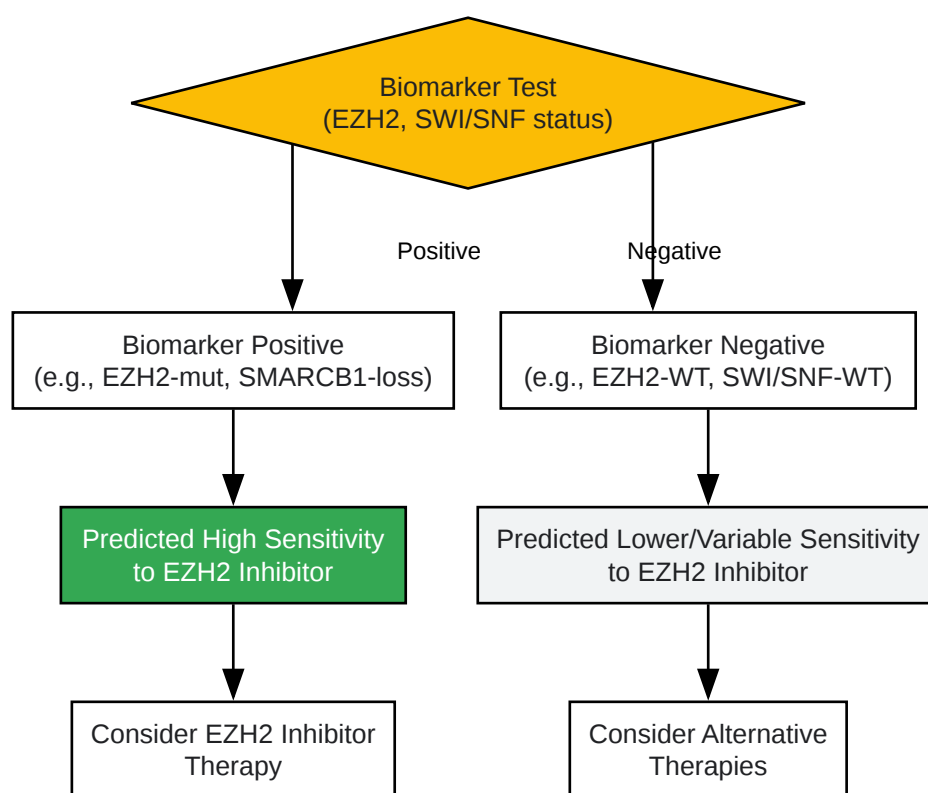 Biomarker Test
(EZH2, SWI/SNF status)
Positive
Negative
Biomarker Positive
(e.g., EZH2-mut, SMARCB1-loss)
Biomarker Negative
(e.g., EZH2-WT, SWI/SNF-WT)
Predicted High Sensitivity
to EZH2 Inhibitor
Predicted Lower/Variable Sensitivity
to EZH2 Inhibitor
Consider EZH2 Inhibitor
Therapy
Consider Alternative
Therapies